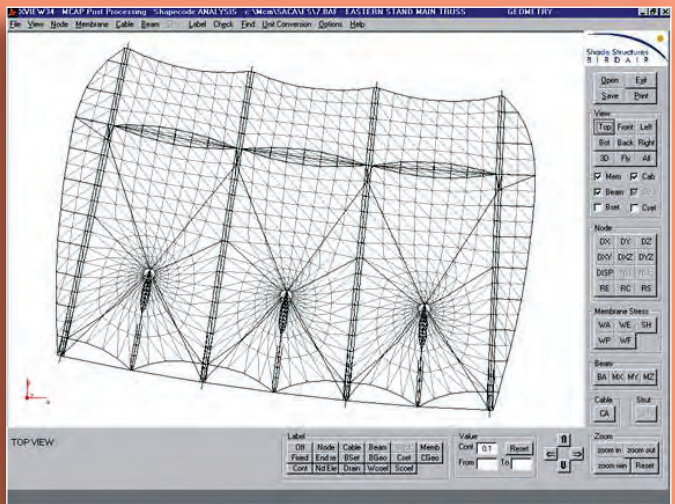 XVIEW34 - MCAP Post Processing Shapecode:ANALYSIS c:\Mcm\SACA\ES\7.BAF - EASTERN STAND MAIN TRUSS GEOMETRY
File View Node Membrane Cable Beam Label Check Find Unit Conversion Options Help
Shade Structures
BIRDAIR
Open Exit
Save Print
View
Top Front Left
Bot Back Right
3D Fly All
Mem Cab
Beam
Bset Cset
Node
DX DY DZ
DXY DXZ DYZ
DISP
RE RC RS
Membrane Stress
WA WE SH
WP WF
Beam
BA MX MY MZ
Cable Strut
CA
TOP VIEW
Label
Off Node Cable Beam Memb
Fixed End re BSet BGeo Cset CGeo
Cont Nd Ele Drain Wcoef Scoef
Value
Cont 0.1 Reset
From To
Zoom
zoom in zoom out
zoom win Reset